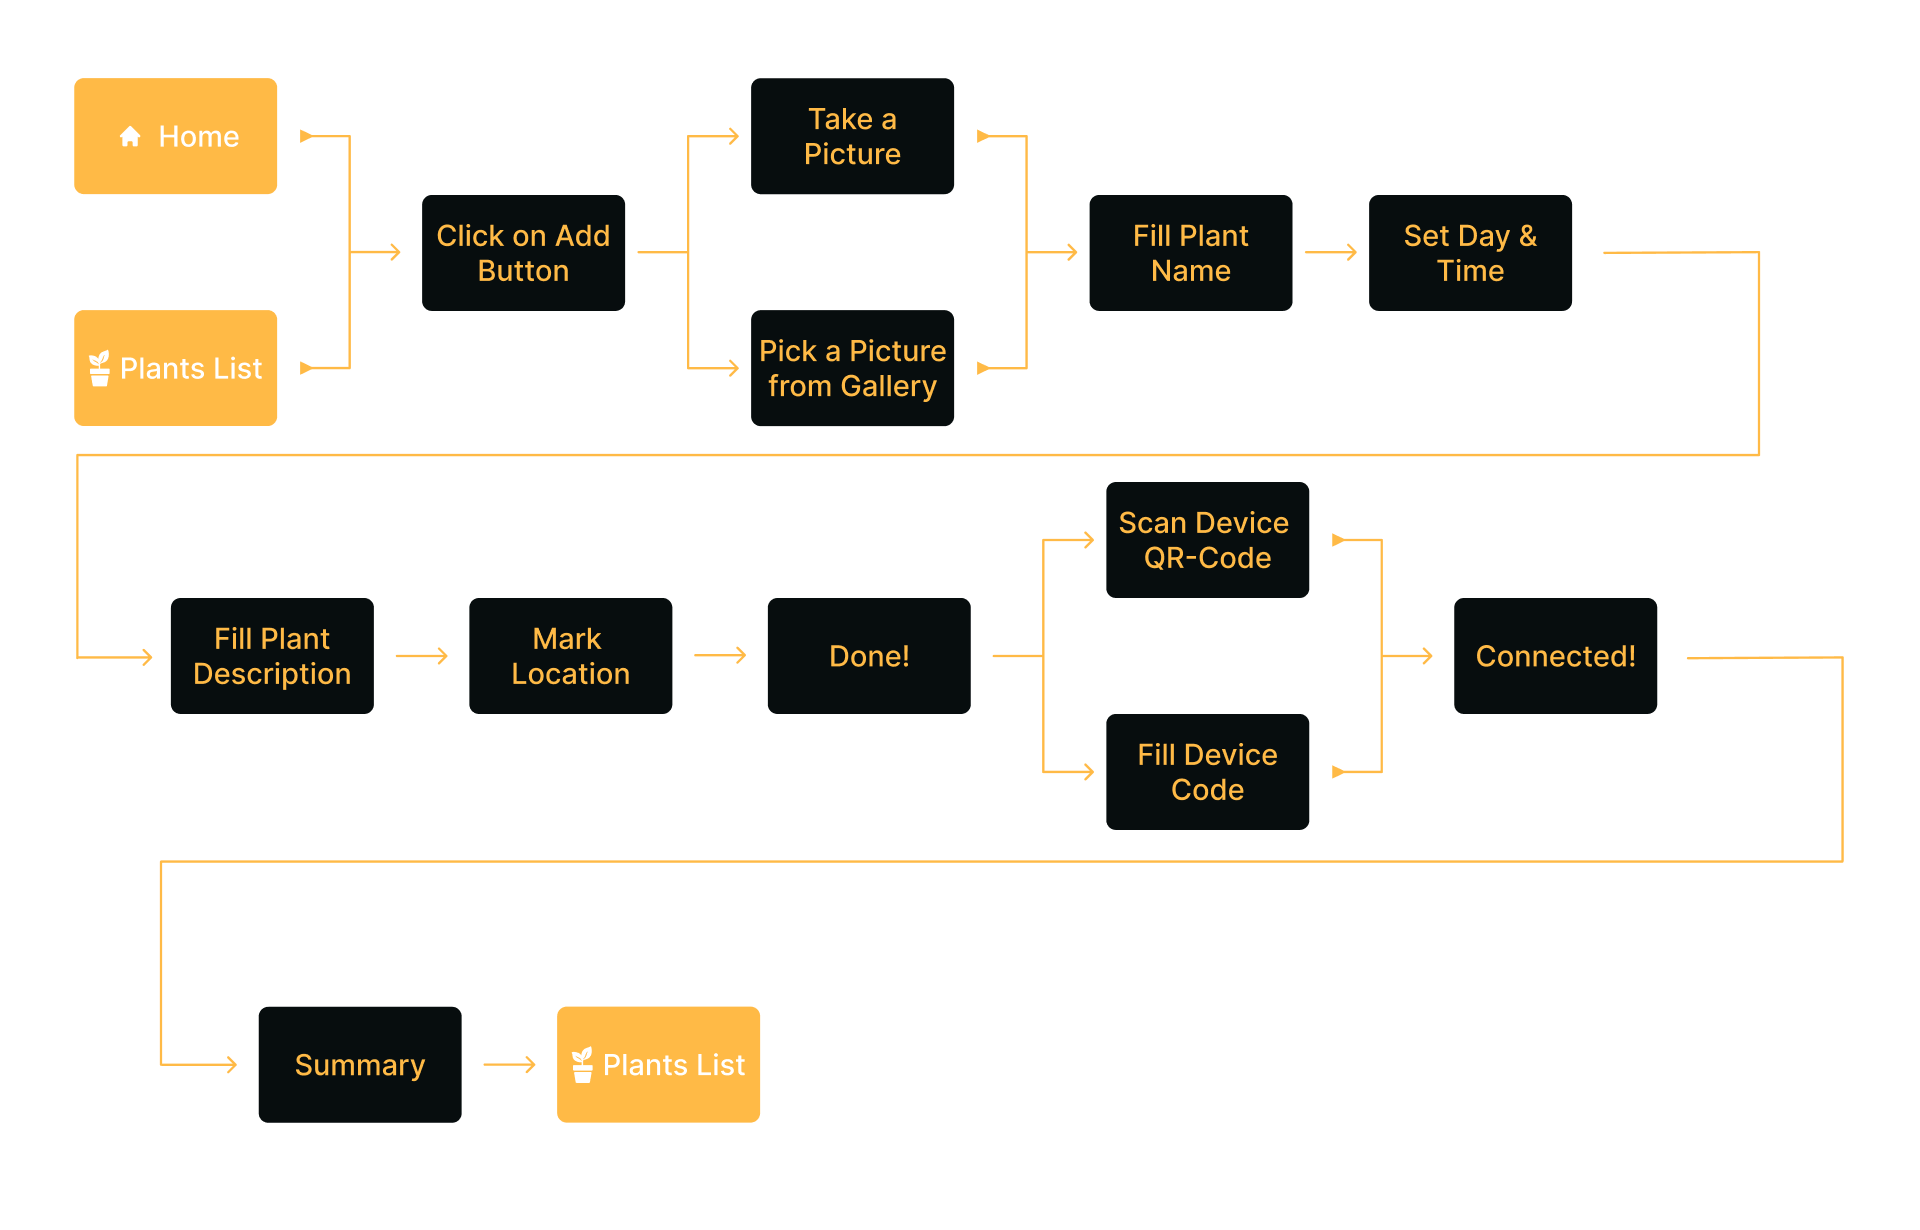 Home
Plants List
Click on Add
Button
Take a
Picture
Pick a Picture
from Gallery
Fill Plant
Name
Set Day &
Time
Fill Plant
Description
Mark
Location
Done!
Scan Device
QR-Code
Fill Device
Code
Connected!
Summary
Plants List